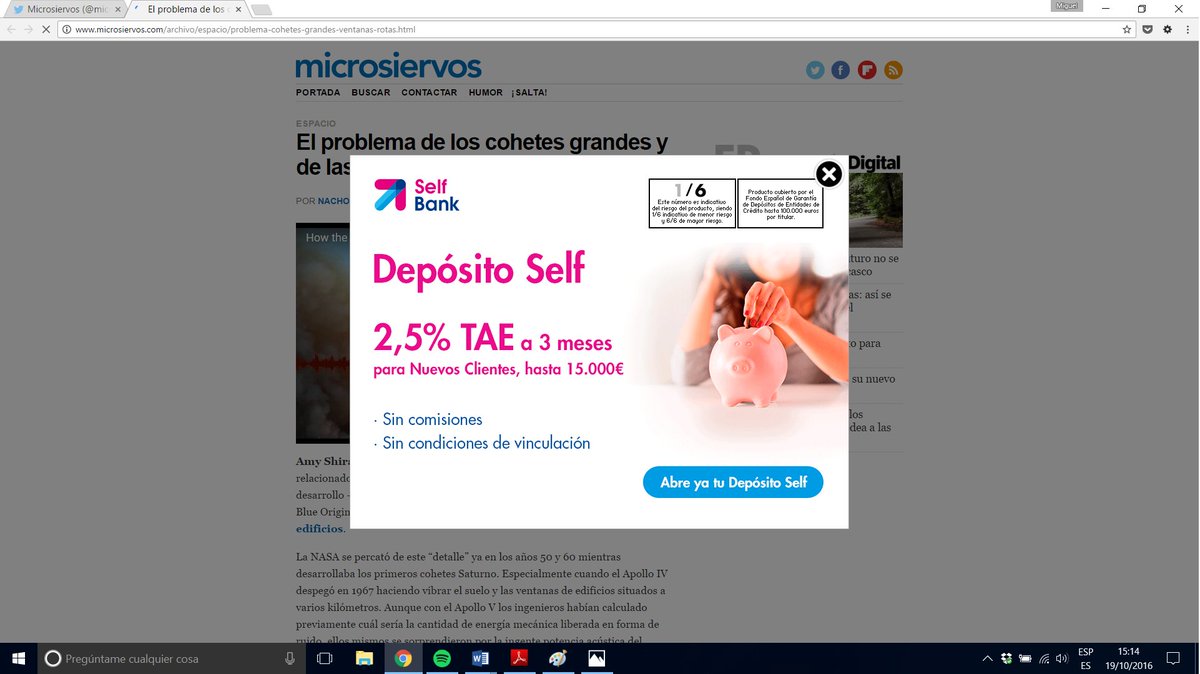 Microsiervos (@mic
El problema de los c
Miguel
www.microsiervos.com/archivo/espacio/problema-cohetes-grandes-ventanas-rotas.html
microsiervos
PORTADA BUSCAR CONTACTAR HUMOR ¡SALTA!
ESPACIO
El problema de los cohetes grandes y
de las
POR NACHO
How the
Digital
uturo no se
asco
as: así se
el
to para
su nuevo
los
dea a las
Self
Bank
1/6
Este número es indicativo
del riesgo del producto, siendo
1/6 indicativo de menor riesgo
y 6/6 de mayor riesgo.
Producto cubierto por el
Fondo Español de Garantía
de Depósitos de Entidades de
Crédito hasta 100.000 euros
por titular.
Depósito Self
2,5% TAE a 3 meses
para Nuevos Clientes, hasta 15.000€
· Sin comisiones
· Sin condiciones de vinculación
Abre ya tu Depósito Self
Amy Shira
relacionado
desarrollo -
Blue Origin
edificios.
La NASA se percató de este “detalle” ya en los años 50 y 60 mientras
desarrollaba los primeros cohetes Saturno. Especialmente cuando el Apollo IV
despegó en 1967 haciendo vibrar el suelo y las ventanas de edificios situados a
varios kilómetros. Aunque con el Apollo V los ingenieros habían calculado
previamente cuál sería la cantidad de energía mecánica liberada en forma de
ruido, ellos mismos se sorprendieron por la ingente potencia acústica del
Pregúntame cualquier cosa
ESP
ES
15:14
19/10/2016